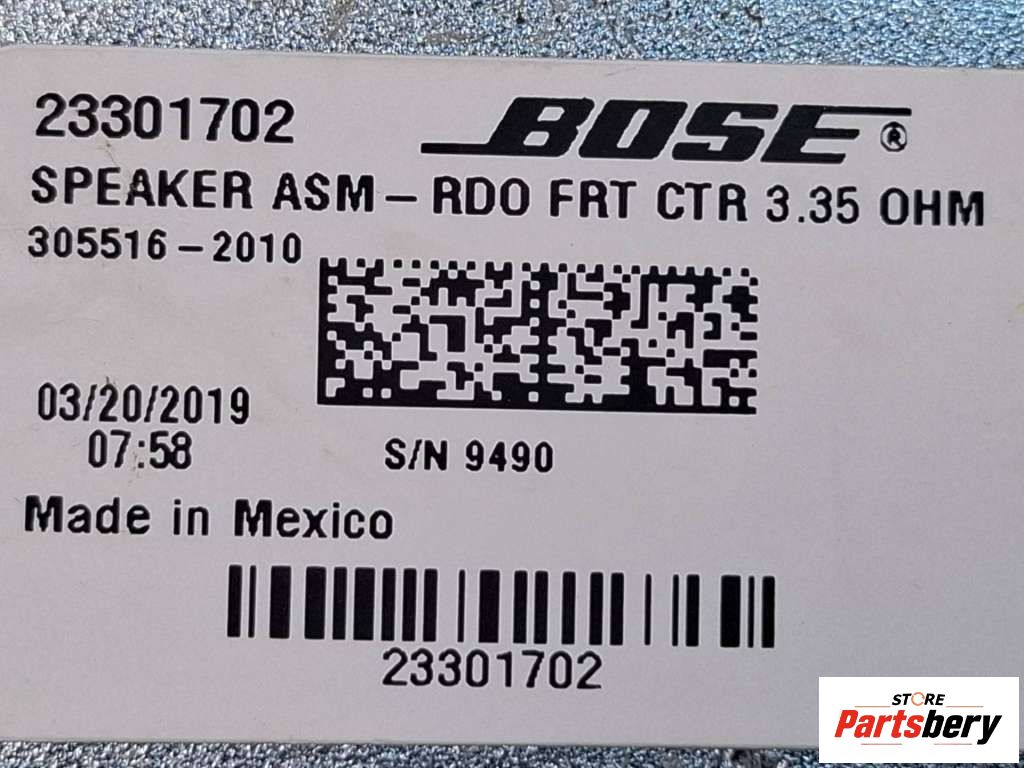 23301702 BOSE®
SPEAKER ASM – RDO FRT CTR 3.35 OHM
305516 – 2010
03/20/2019
07:58
S/N 9490
Made in Mexico
23301702
STORE
Partsbery